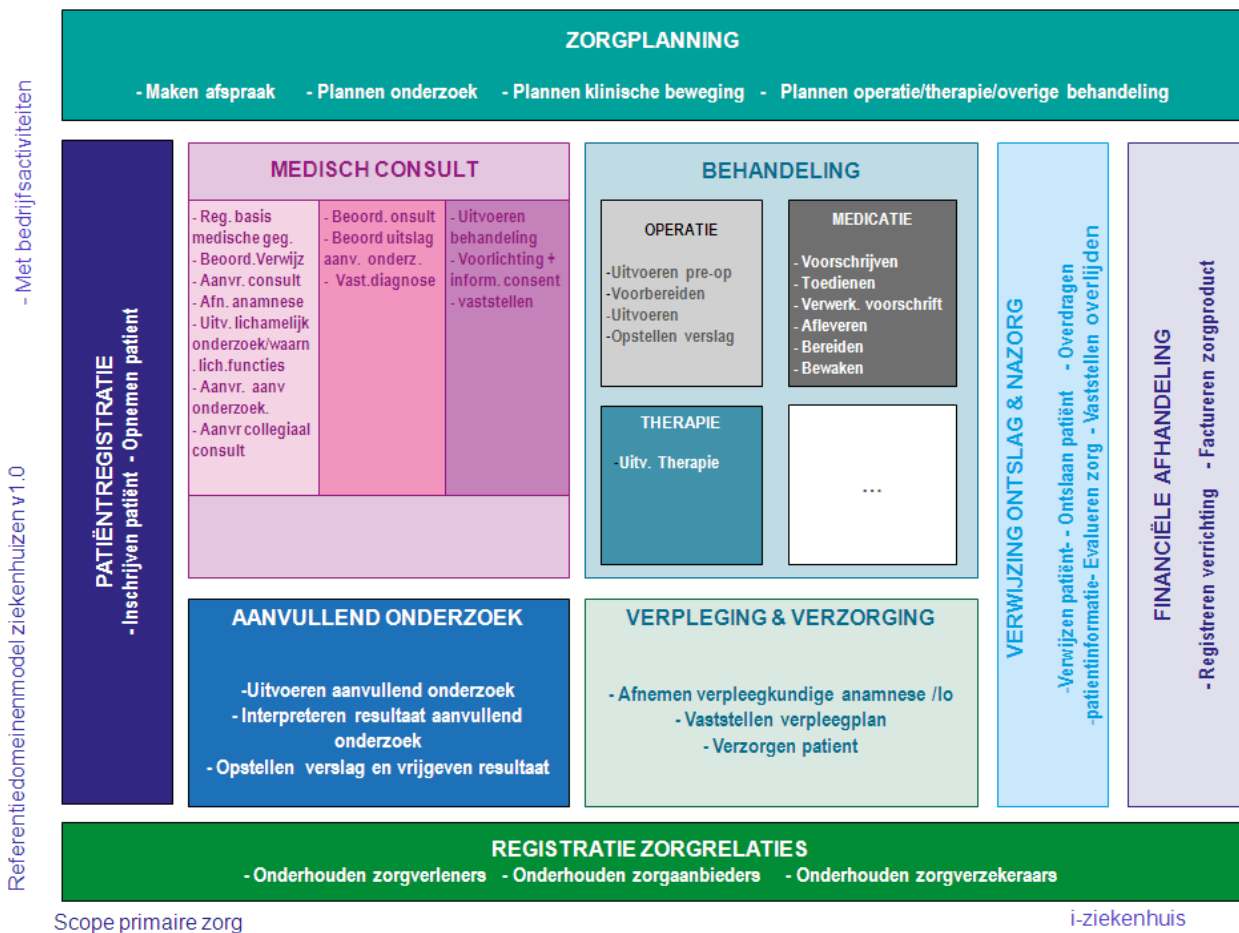 ZORGPLANNING
- Maken afspraak - Plannen onderzoek - Plannen klinische beweging - Plannen operatie/therapie/overige behandeling
Referentiedomeinenmodel ziekenhuizen v1.0
- Met bedrijfsactiviteiten
PATIËNTREGISTRATIE
- Inschrijven patiënt - Opnemen patient
MEDISCH CONSULT
- Reg. basis
medische geg.
- Beoord.Verwijz
- Aanvr. consult
- Afn. anamnese
- Uitv. lichamelijk
onderzoek/waarn
. lich.functies
- Aanvr. aanv
onderzoek.
- Aanvr collegiaal
consult
- Beoord. onsult
- Beoord uitslag
aanv. onderz.
- Vast.diagnose
- Uitvoeren
behandeling
- Voorlichting +
inform. consent
- vaststellen
BEHANDELING
OPERATIE
-Uitvoeren pre-op
-Voorbereiden
-Uitvoeren
-Opstellen verslag
MEDICATIE
- Voorschrijven
- Toedienen
- Verwerk. voorschrift
- Afleveren
- Bereiden
- Bewaken
THERAPIE
-Uitv. Therapie
...
AANVULLEND ONDERZOEK
-Uitvoeren aanvullend onderzoek
- Interpreteren resultaat aanvullend
onderzoek
- Opstellen verslag en vrijgeven resultaat
VERPLEGING & VERZORGING
- Afnemen verpleegkundige anamnese /lo
- Vaststellen verpleegplan
- Verzorgen patient
VERWIJZING ONTSLAG & NAZORG
-Verwijzen patiënt- - Ontslaan patiënt - Overdragen
-patientinformatie- Evalueren zorg - Vaststellen overlijden
FINANCIËLE AFHANDELING
- Registreren verrichting - Factureren zorgproduct
REGISTRATIE ZORGRELATIES
- Onderhouden zorgverleners - Onderhouden zorgaanbieders - Onderhouden zorgverzekeraars
Scope primaire zorg
i-ziekenhuis